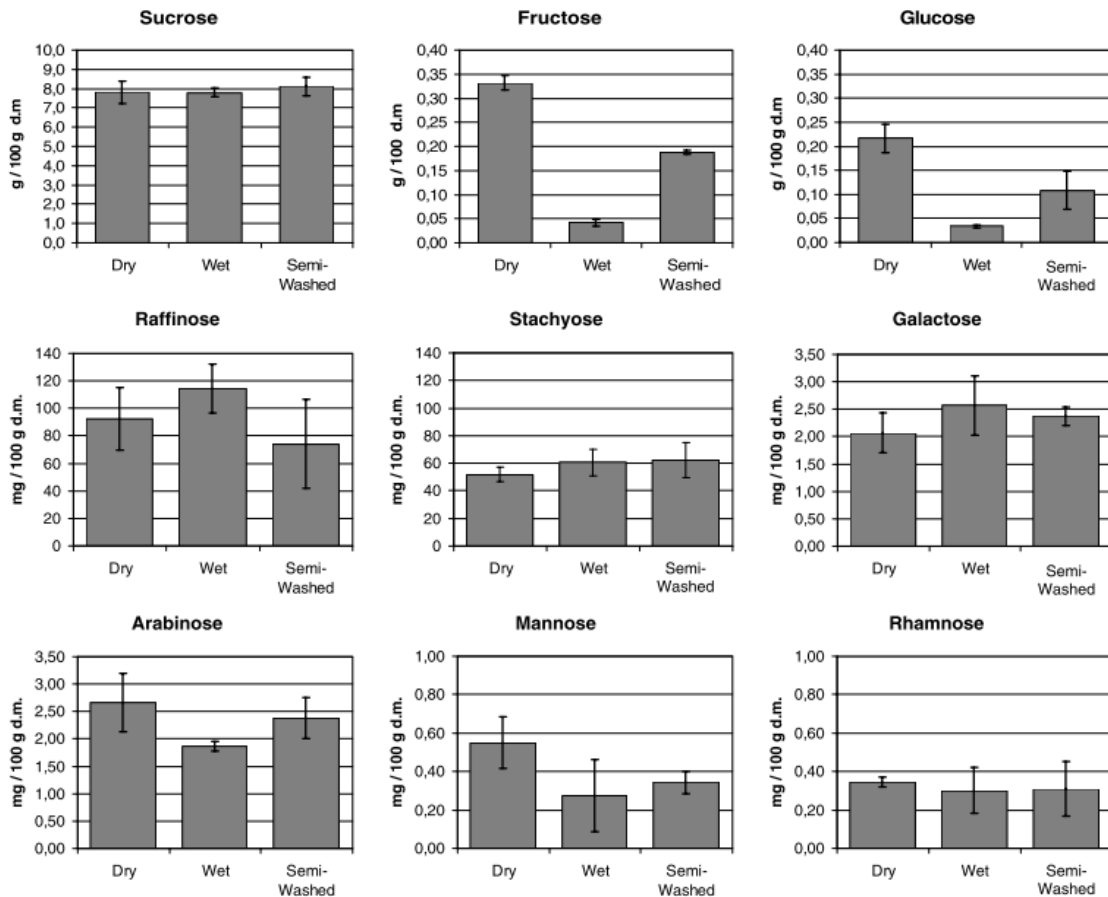 Sucrose
g / 100 g d.m
10,0
9,0
8,0
7,0
6,0
5,0
4,0
3,0
2,0
1,0
0,0
Dry
Wet
Semi-
Washed
Fructose
g / 100 g d.m
0,40
0,35
0,30
0,25
0,20
0,15
0,10
0,05
0,00
Dry
Wet
Semi-
Washed
Glucose
g / 100 g d.m
0,40
0,35
0,30
0,25
0,20
0,15
0,10
0,05
0,00
Dry
Wet
Semi-
Washed
Raffinose
mg / 100 g d.m.
140
120
100
80
60
40
20
0
Dry
Wet
Semi-
Washed
Stachyose
mg / 100 g d.m.
140
120
100
80
60
40
20
0
Dry
Wet
Semi-
Washed
Galactose
mg / 100 g d.m.
3,50
3,00
2,50
2,00
1,50
1,00
0,50
0,00
Dry
Wet
Semi-
Washed
Arabinose
mg / 100 g d.m.
3,50
3,00
2,50
2,00
1,50
1,00
0,50
0,00
Dry
Wet
Semi-
Washed
Mannose
mg / 100 g d.m.
1,00
0,80
0,60
0,40
0,20
0,00
Dry
Wet
Semi-
Washed
Rhamnose
mg / 100 g d.m.
1,00
0,80
0,60
0,40
0,20
0,00
Dry
Wet
Semi-
Washed